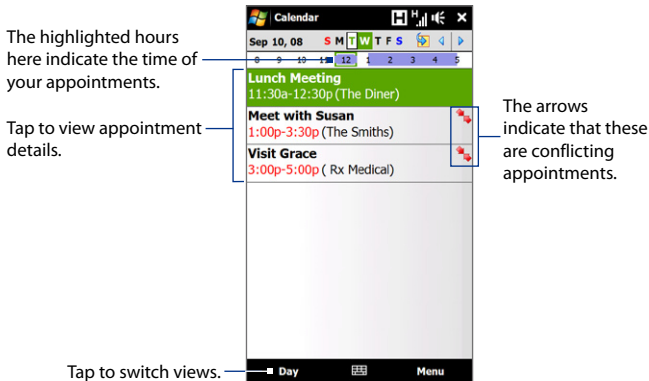 Calendar
H
H
Sep 10, 08 S M T W T F S
8 9 10 11 12 1 2 3 4 5
The highlighted hours
here indicate the time of
your appointments.
Lunch Meeting
11:30a-12:30p (The Diner)
Meet with Susan
1:00p-3:30p (The Smiths)
Visit Grace
3:00p-5:00p ( Rx Medical)
Tap to view appointment
details.
The arrows
indicate that these
are conflicting
appointments.
Tap to switch views.
Day
Menu